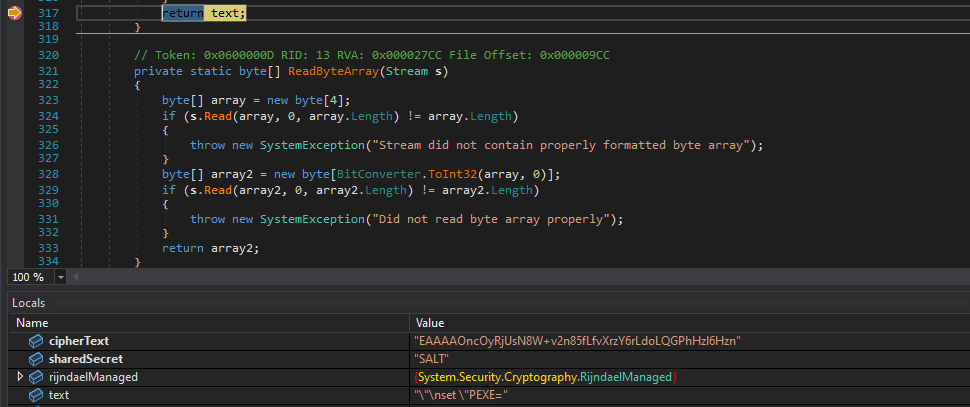 316 }
317 return text;
318 }
319
320 // Token: 0x0600000D RID: 13 RVA: 0x000027CC File Offset: 0x000009CC
321 private static byte[] ReadByteArray(Stream s)
322 {
323 byte[] array = new byte[4];
324 if (s.Read(array, 0, array.Length) != array.Length)
325 {
326 throw new SystemException("Stream did not contain properly formatted byte array");
327 }
328 byte[] array2 = new byte[BitConverter.ToInt32(array, 0)];
329 if (s.Read(array2, 0, array2.Length) != array2.Length)
330 {
331 throw new SystemException("Did not read byte array properly");
332 }
333 return array2;
334 }
100 %
Locals
Name Value
cipherText "EAAAAOncOyRjUsN8W+v2n85fLfvXrzY6rLdoLQGPhHzI6Hzn"
sharedSecret "SALT"
rijndaelManaged {System.Security.Cryptography.RijndaelManaged}
text "\"\nset \"PEXE="